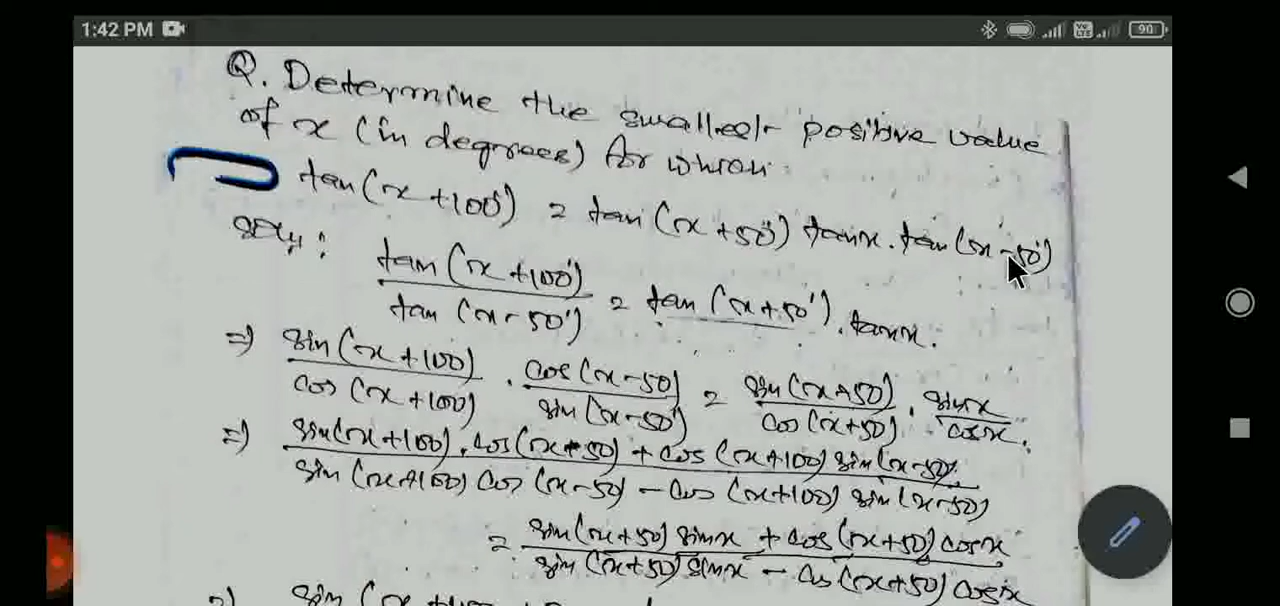 1:42 PM
90
Q. Determine the smallest positive value
of x (in degrees) for which
tan(x+100°) = tan(x+50°) tanx. tan(x-50°)
Soln:
tan(x+100°) / tan(x-50°) = tan(x+50°). tanx.
⇒ sin(x+100) / cos(x+100) . cos(x-50) / sin(x-50°) = sin(x+50) / cos(x+50) . sinx / cosx.
⇒ sin(x+100).cos(x-50) + cos(x+100) sin(x-50) / sin(x+100) cos(x-50) - cos(x+100) sin(x-50)
= sin(x+50) sinx + cos(x+50) cosx / sin(x+50) sinx - cos(x+50) cosx